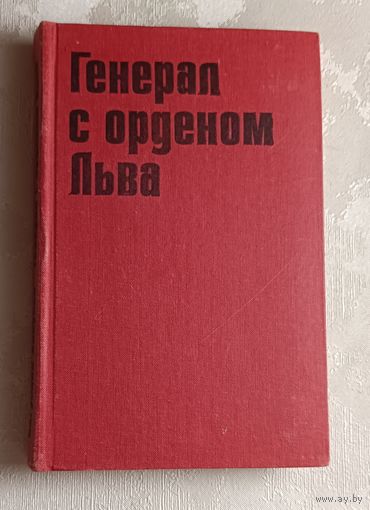 Генерал
с орденом
Льва
www.ay.by